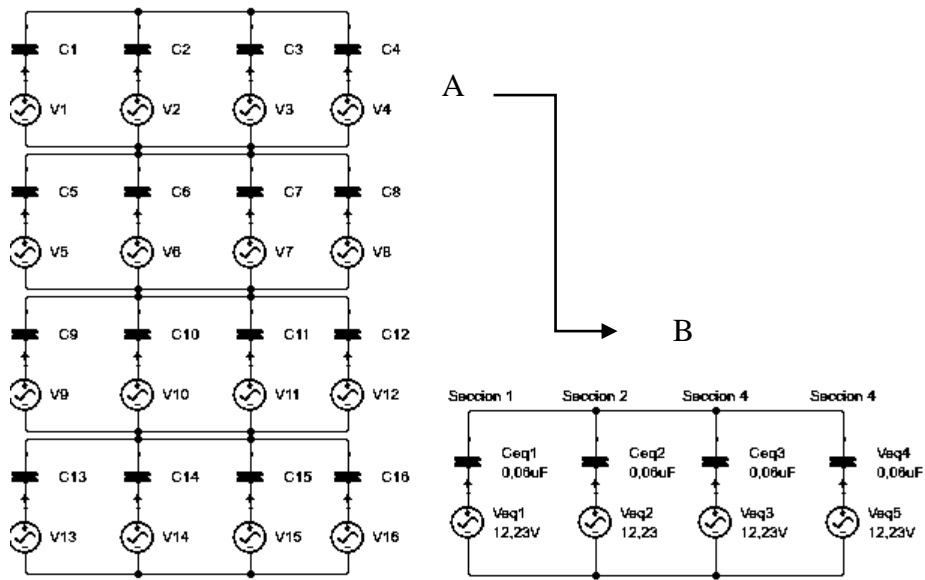 C1 C2 C3 C4
V1 V2 V3 V4
C5 C6 C7 C8
V5 V6 V7 V8
C9 C10 C11 C12
V9 V10 V11 V12
C13 C14 C15 C16
V13 V14 V15 V16
A
B
Seccion 1 Seccion 2 Seccion 4 Seccion 4
Ceq1 Ceq2 Ceq3 Veq4
0,06uF 0,06uF 0,06uF 0,06uF
Veq1 Veq2 Veq3 Veq5
12,23V 12,23 12,23V 12,23V